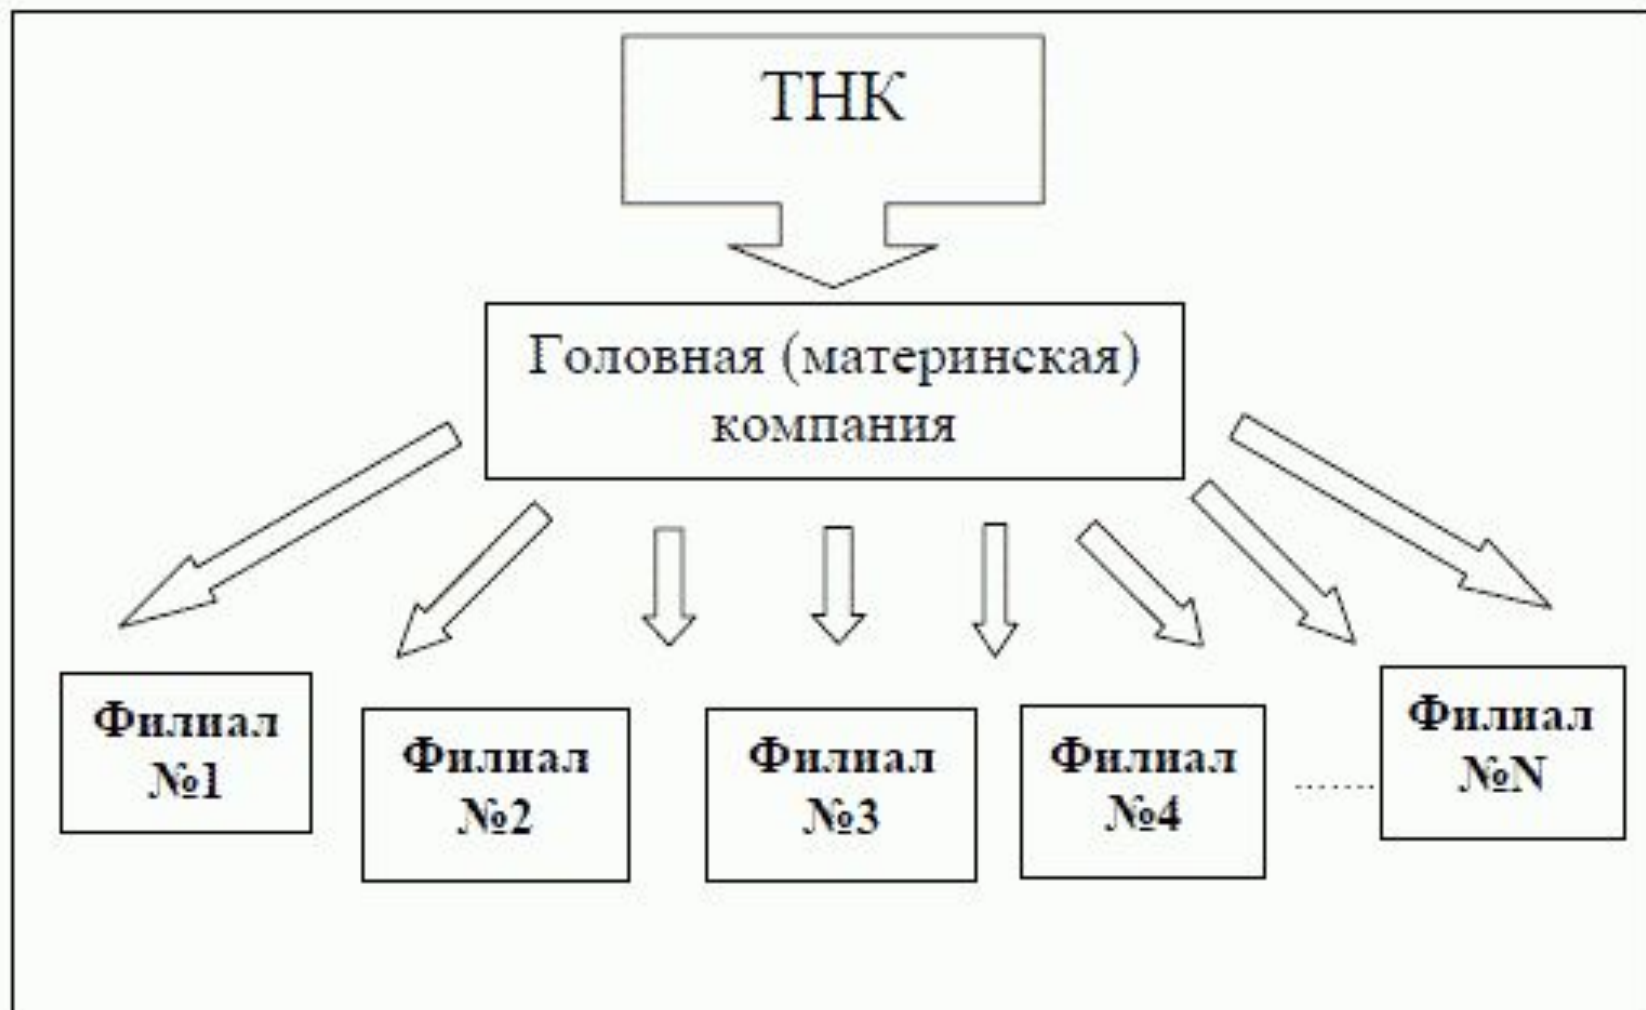 ТНК
Головная (материнская)
компания
Филиал
№1
Филиал
№2
Филиал
№3
Филиал
№4
Филиал
№N